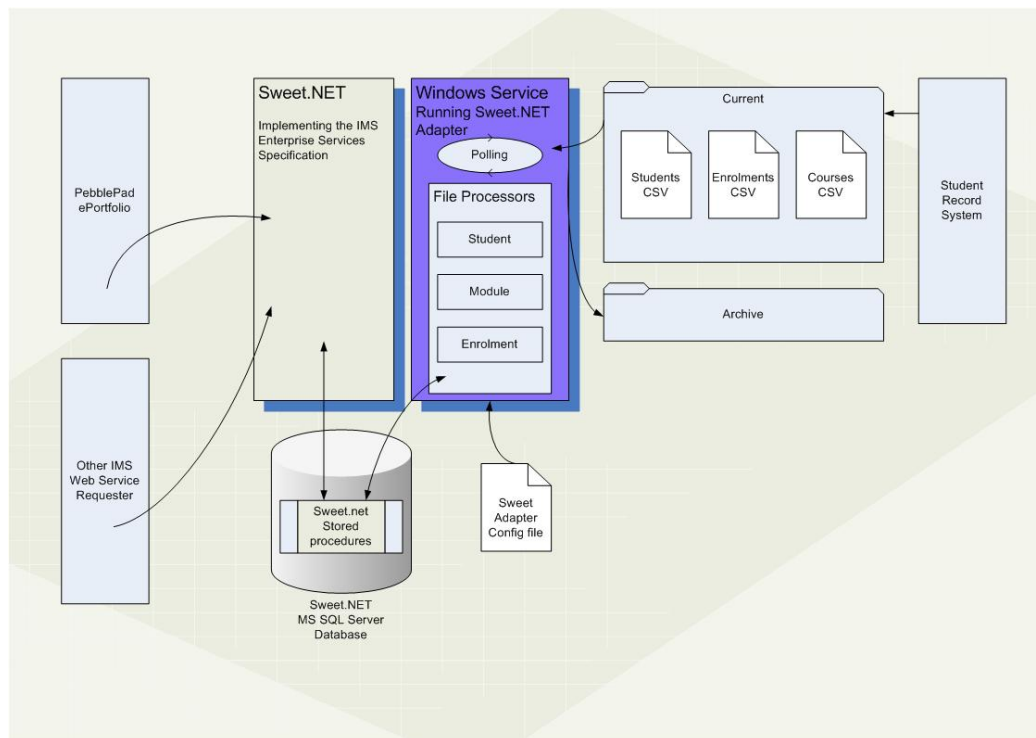 PebblePad
ePortfolio
Other IMS
Web Service
Requester
Sweet.NET
Implementing the IMS
Enterprise Services
Specification
Windows Service
Running Sweet.NET
Adapter
Polling
File Processors
Student
Module
Enrolment
Current
Students
CSV
Enrolments
CSV
Courses
CSV
Archive
Student
Record
System
Sweet.net
Stored
procedures
Sweet.NET
MS SQL Server
Database
Sweet
Adapter
Config file